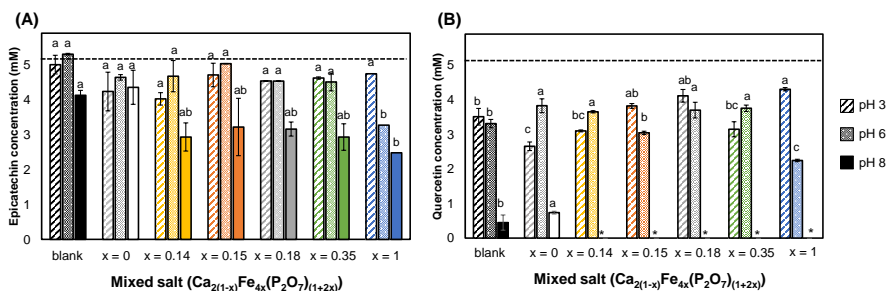 (A)
Epicatechin concentration (mM)
6
5
4
3
2
1
0
a a a
a a a
a a ab
a a ab
a a ab
a a ab
a b b
blank x = 0 x = 0.14 x = 0.15 x = 0.18 x = 0.35 x = 1
Mixed salt (Ca2(1-x)Fe4x(P2O7)(1+2x))
(B)
Quercetin concentration (mM)
6
5
4
3
2
1
0
b b b
c a a
bc a *
ab b *
ab a *
bc a *
a c *
blank x = 0 x = 0.14 x = 0.15 x = 0.18 x = 0.35 x = 1
Mixed salt (Ca2(1-x)Fe4x(P2O7)(1+2x))
pH 3
pH 6
pH 8